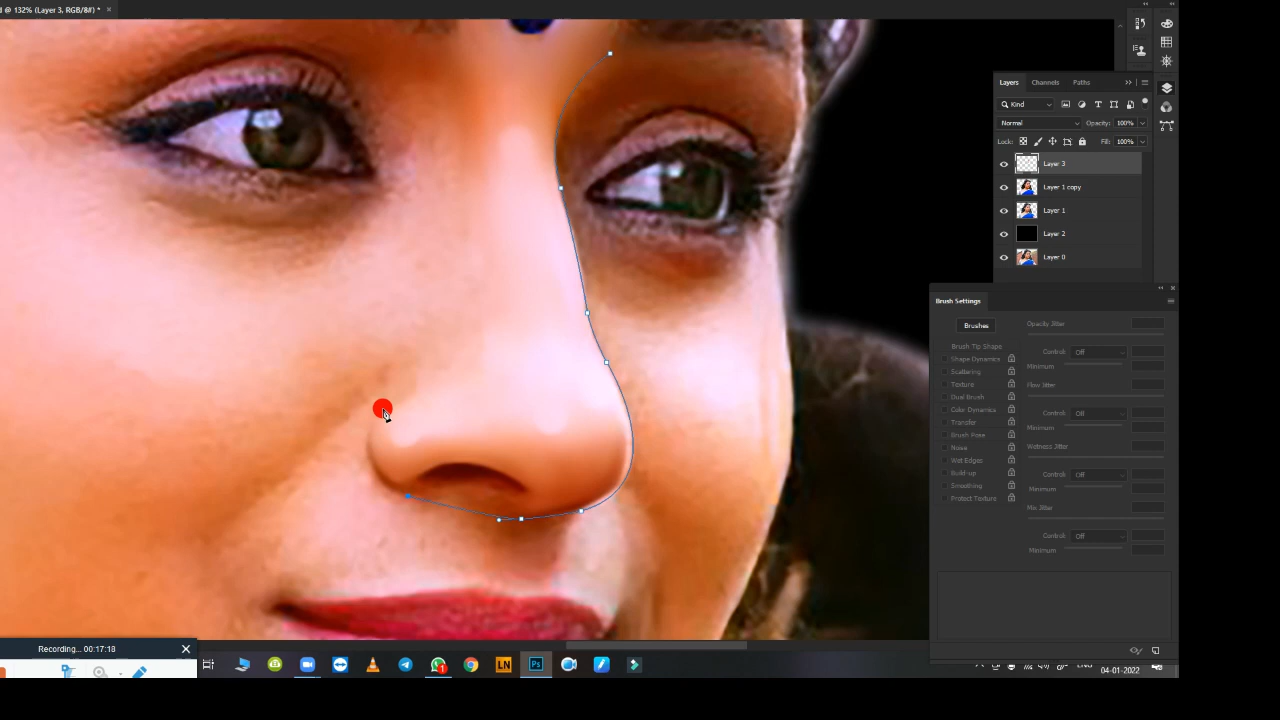 @ 132% (Layer 3, RGB/8#) *
Layers Channels Paths
Kind
Normal Opacity: 100%
Lock: Fill: 100%
Layer 3
Layer 1 copy
Layer 1
Layer 2
Layer 0
Brush Settings
Brushes
Brush Tip Shape
Shape Dynamics
Scattering
Texture
Dual Brush
Color Dynamics
Transfer
Brush Pose
Noise
Wet Edges
Build-up
Smoothing
Protect Texture
Opacity Jitter
Control: Off
Minimum
Flow Jitter
Control: Off
Minimum
Wetness Jitter
Control: Off
Minimum
Mix Jitter
Control: Off
Minimum
Recording... 00:17:18
LN
Ps
04-01-2022